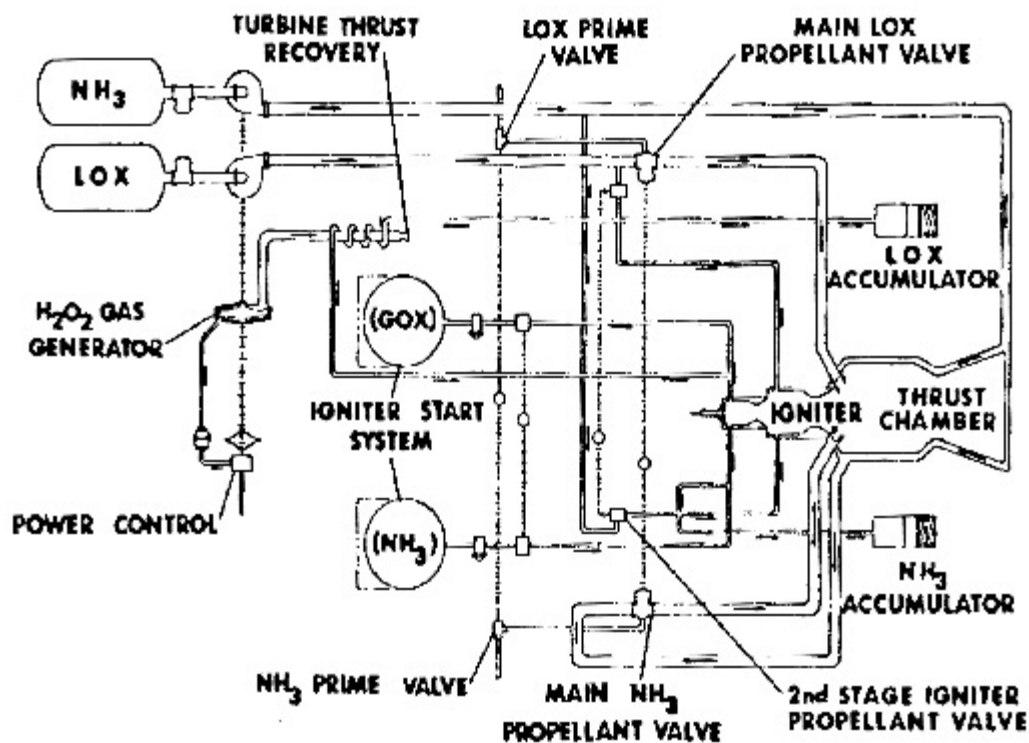 TURBINE THRUST
RECOVERY
LOX PRIME
VALVE
MAIN LOX
PROPELLANT VALVE
NH₃
LOX
LOX
ACCUMULATOR
H₂O₂ GAS
GENERATOR
(GOX)
IGNITER START
SYSTEM
IGNITER
THRUST
CHAMBER
POWER CONTROL
(NH₃)
NH₃
ACCUMULATOR
NH₃ PRIME VALVE
MAIN NH₃
PROPELLANT VALVE
2nd STAGE IGNITER
PROPELLANT VALVE